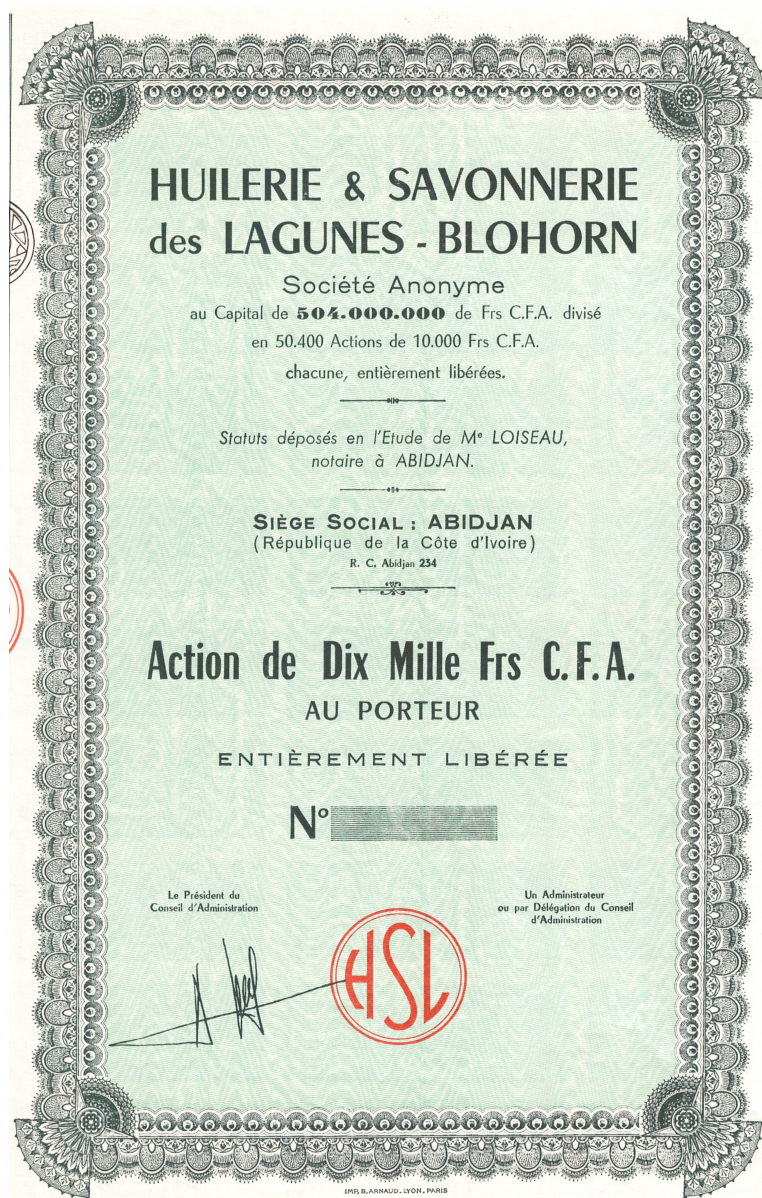 HUILERIE & SAVONNERIE
des LAGUNES - BLOHORN
Société Anonyme
au Capital de 504.000.000 de Frs C.F.A. divisé
en 50.400 Actions de 10.000 Frs C.F.A.
chacune, entièrement libérées.
Statuts déposés en l'Etude de Me LOISEAU,
notaire à ABIDJAN.
SIÈGE SOCIAL : ABIDJAN
(République de la Côte d'Ivoire)
R. C. Abidjan 234
Action de Dix Mille Frs C.F.A.
AU PORTEUR
ENTIÈREMENT LIBÉRÉE
No
Le Président du
Conseil d'Administration
Un Administrateur
ou par Délégation du Conseil
d'Administration
HSL
IMP. B. ARNAUD. LYON. PARIS